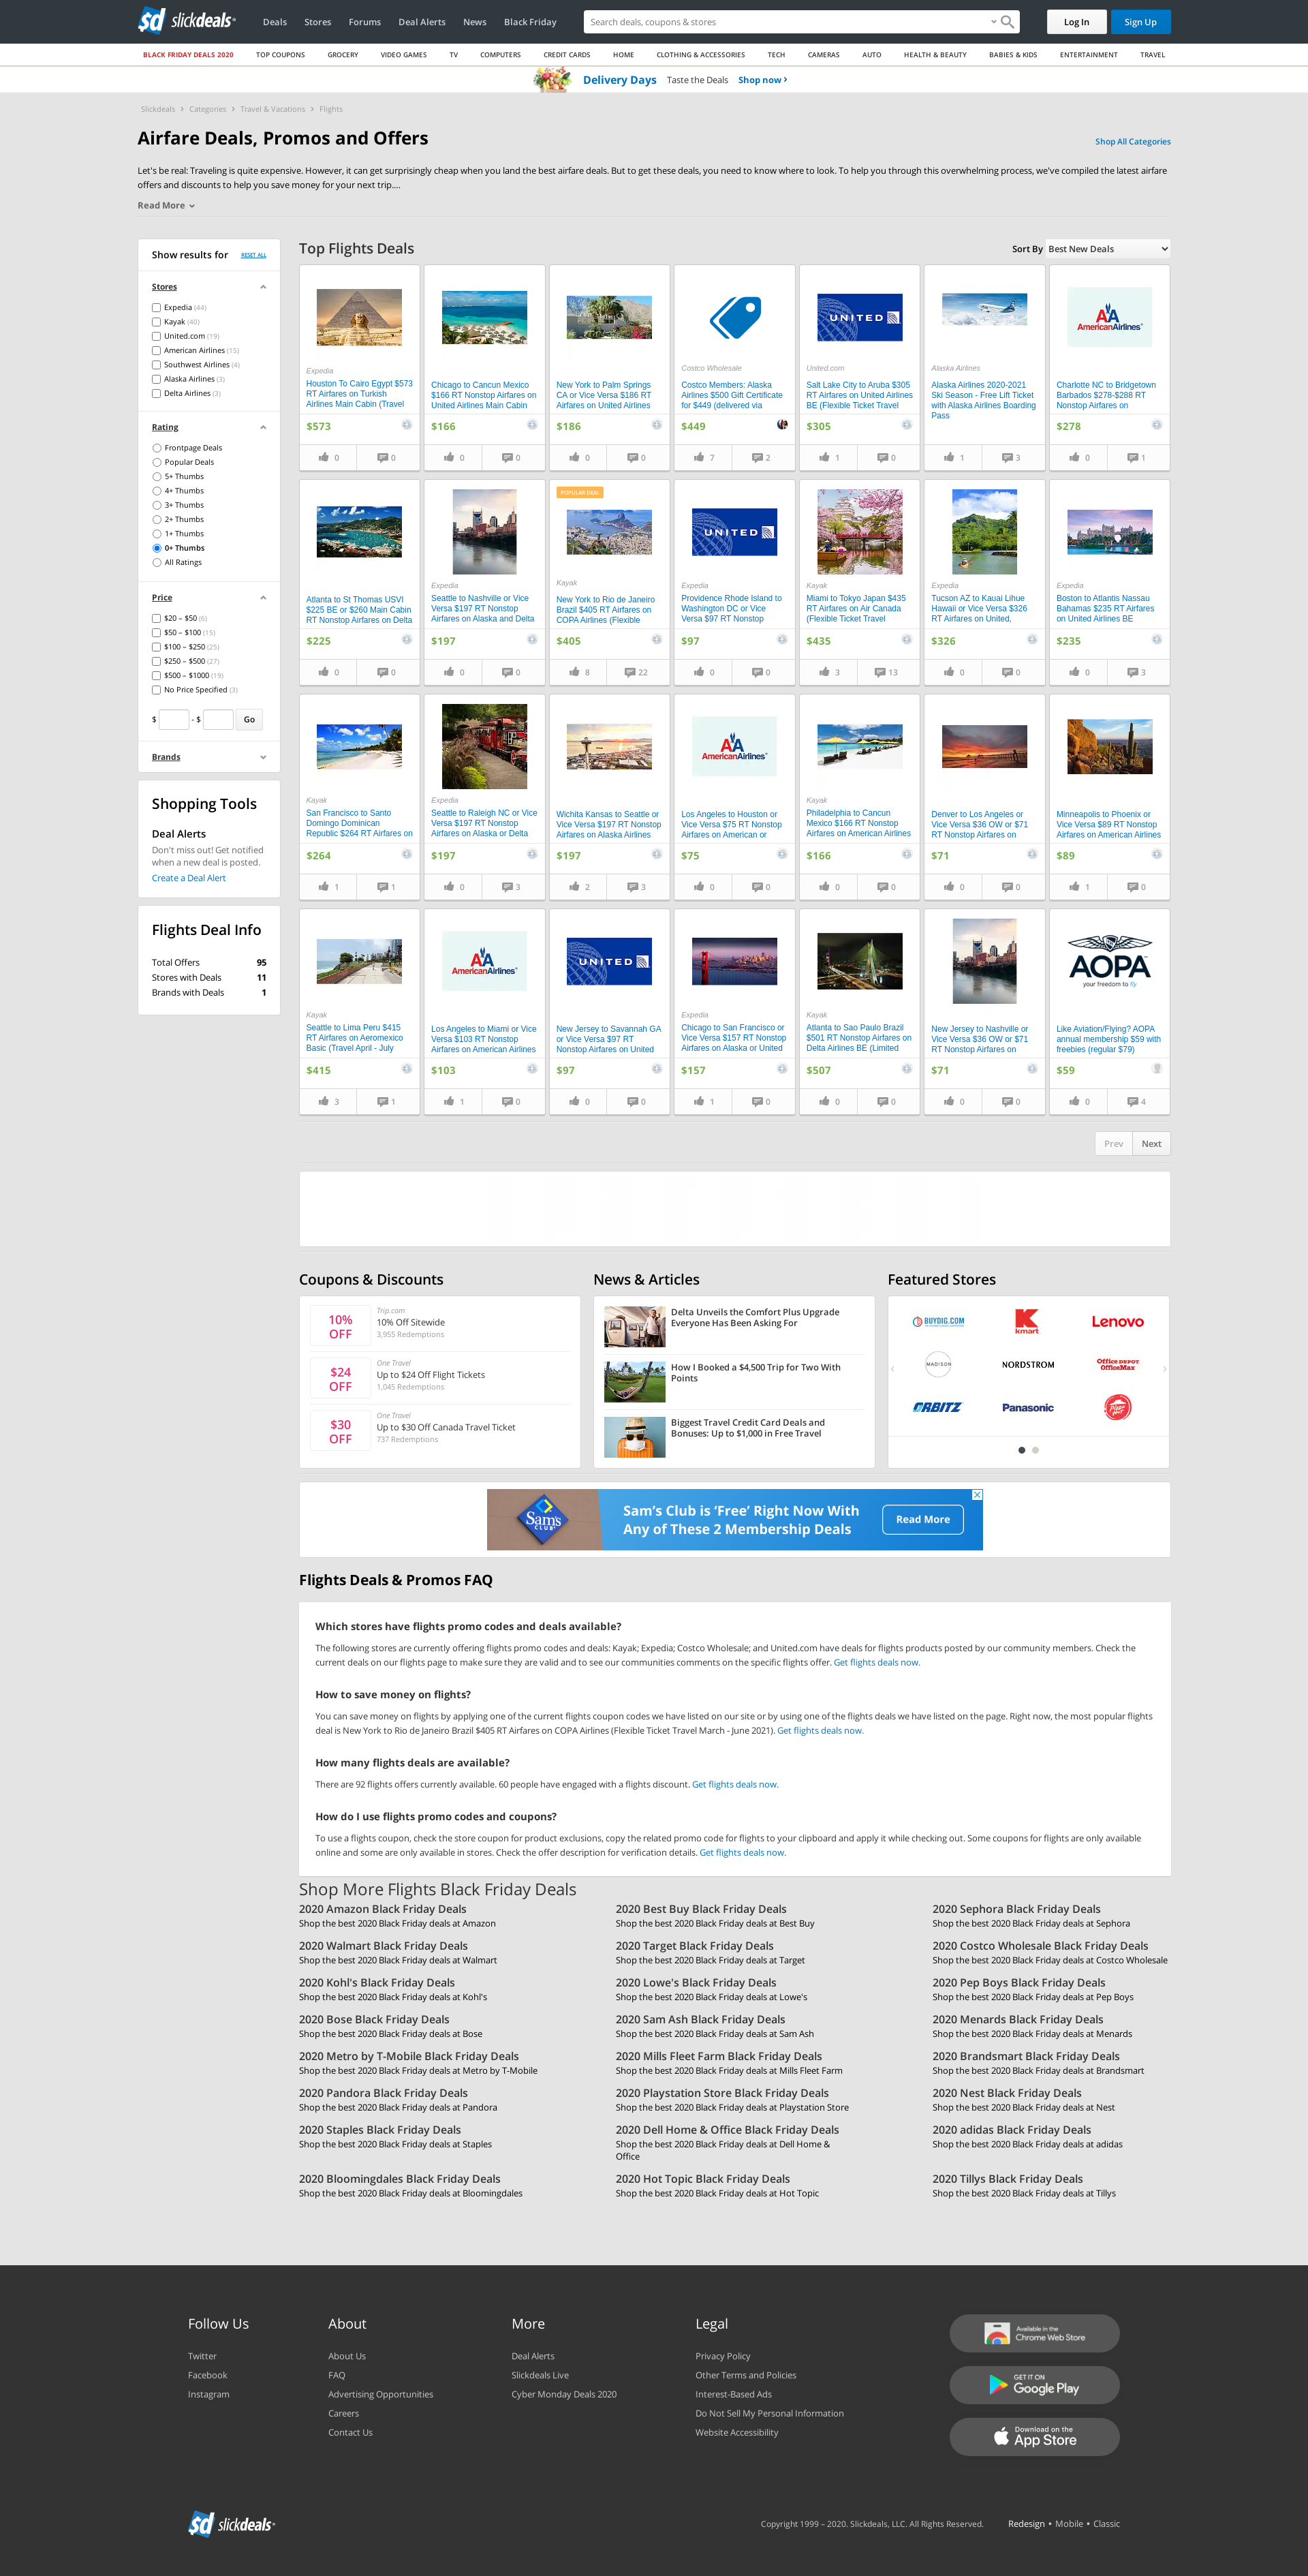 sd slickdeals
Deals Stores Forums Deal Alerts News Black Friday
Search deals, coupons & stores
Log In Sign Up
BLACK FRIDAY DEALS 2020 TOP COUPONS GROCERY VIDEO GAMES TV COMPUTERS CREDIT CARDS HOME CLOTHING & ACCESSORIES TECH CAMERAS AUTO HEALTH & BEAUTY BABIES & KIDS ENTERTAINMENT TRAVEL
Delivery Days Taste the Deals Shop now ›
Slickdeals › Categories › Travel & Vacations › Flights
Airfare Deals, Promos and Offers
Shop All Categories
Let's be real: Traveling is quite expensive. However, it can get surprisingly cheap when you land the best airfare deals. But to get these deals, you need to know where to look. To help you through this overwhelming process, we've compiled the latest airfare
offers and discounts to help you save money for your next trip....
Read More
Show results for RESET ALL
Stores
Expedia (44)
Kayak (40)
United.com (19)
American Airlines (15)
Southwest Airlines (4)
Alaska Airlines (3)
Delta Airlines (3)
Rating
Frontpage Deals
Popular Deals
5+ Thumbs
4+ Thumbs
3+ Thumbs
2+ Thumbs
1+ Thumbs
0+ Thumbs
All Ratings
Price
$20 – $50 (6)
$50 – $100 (15)
$100 – $250 (25)
$250 – $500 (27)
$500 – $1000 (19)
No Price Specified (3)
$ - $ Go
Brands
Shopping Tools
Deal Alerts
Don't miss out! Get notified
when a new deal is posted.
Create a Deal Alert
Flights Deal Info
Total Offers 95
Stores with Deals 11
Brands with Deals 1
Top Flights Deals
Sort By Best New Deals
Expedia
Houston To Cairo Egypt $573
RT Airfares on Turkish
Airlines Main Cabin (Travel
$573
0 0
Chicago to Cancun Mexico
$166 RT Nonstop Airfares on
United Airlines Main Cabin
$166
0 0
New York to Palm Springs
CA or Vice Versa $186 RT
Airfares on United Airlines
$186
0 0
Costco Wholesale
Costco Members: Alaska
Airlines $500 Gift Certificate
for $449 (delivered via
$449
7 2
UNITED
United.com
Salt Lake City to Aruba $305
RT Airfares on United Airlines
BE (Flexible Ticket Travel
$305
1 0
Alaska Airlines
Alaska Airlines 2020-2021
Ski Season - Free Lift Ticket
with Alaska Airlines Boarding
Pass
1 3
AA
AmericanAirlines
Charlotte NC to Bridgetown
Barbados $278-$288 RT
Nonstop Airfares on
$278
0 1
Atlanta to St Thomas USVI
$225 BE or $260 Main Cabin
RT Nonstop Airfares on Delta
$225
0 0
Expedia
Seattle to Nashville or Vice
Versa $197 RT Nonstop
Airfares on Alaska and Delta
$197
0 0
POPULAR DEAL
Kayak
New York to Rio de Janeiro
Brazil $405 RT Airfares on
COPA Airlines (Flexible
$405
8 22
UNITED
Expedia
Providence Rhode Island to
Washington DC or Vice
Versa $97 RT Nonstop
$97
0 0
Kayak
Miami to Tokyo Japan $435
RT Airfares on Air Canada
(Flexible Ticket Travel
$435
3 13
Expedia
Tucson AZ to Kauai Lihue
Hawaii or Vice Versa $326
RT Airfares on United,
$326
0 0
Expedia
Boston to Atlantis Nassau
Bahamas $235 RT Airfares
on United Airlines BE
$235
0 3
Kayak
San Francisco to Santo
Domingo Dominican
Republic $264 RT Airfares on
$264
1 1
Expedia
Seattle to Raleigh NC or Vice
Versa $197 RT Nonstop
Airfares on Alaska or Delta
$197
0 3
Wichita Kansas to Seattle or
Vice Versa $197 RT Nonstop
Airfares on Alaska Airlines
$197
2 3
AA
AmericanAirlines
Los Angeles to Houston or
Vice Versa $75 RT Nonstop
Airfares on American or
$75
0 0
Kayak
Philadelphia to Cancun
Mexico $166 RT Nonstop
Airfares on American Airlines
$166
0 0
Denver to Los Angeles or
Vice Versa $36 OW or $71
RT Nonstop Airfares on
$71
0 0
Minneapolis to Phoenix or
Vice Versa $89 RT Nonstop
Airfares on American Airlines
$89
1 0
Kayak
Seattle to Lima Peru $415
RT Airfares on Aeromexico
Basic (Travel April - July
$415
3 1
AA
AmericanAirlines
Los Angeles to Miami or Vice
Versa $103 RT Nonstop
Airfares on American Airlines
$103
1 0
UNITED
New Jersey to Savannah GA
or Vice Versa $97 RT
Nonstop Airfares on United
$97
0 0
Expedia
Chicago to San Francisco or
Vice Versa $157 RT Nonstop
Airfares on Alaska or United
$157
1 0
Kayak
Atlanta to Sao Paulo Brazil
$501 RT Nonstop Airfares on
Delta Airlines BE (Limited
$507
0 0
New Jersey to Nashville or
Vice Versa $36 OW or $71
RT Nonstop Airfares on
$71
0 0
AOPA
your freedom to fly
Like Aviation/Flying? AOPA
annual membership $59 with
freebies (regular $79)
$59
0 4
Prev Next
Coupons & Discounts
10%
OFF
Trip.com
10% Off Sitewide
3,955 Redemptions
$24
OFF
One Travel
Up to $24 Off Flight Tickets
1,045 Redemptions
$30
OFF
One Travel
Up to $30 Off Canada Travel Ticket
737 Redemptions
News & Articles
Delta Unveils the Comfort Plus Upgrade
Everyone Has Been Asking For
How I Booked a $4,500 Trip for Two With
Points
Biggest Travel Credit Card Deals and
Bonuses: Up to $1,000 in Free Travel
Featured Stores
BUYDIG.COM Kmart Lenovo
MADISON NORDSTROM Office DEPOT OfficeMax
ORBITZ Panasonic Pizza Hut
Sam's CLUB
Sam's Club is 'Free' Right Now With
Any of These 2 Membership Deals
Read More
Flights Deals & Promos FAQ
Which stores have flights promo codes and deals available?
The following stores are currently offering flights promo codes and deals: Kayak; Expedia; Costco Wholesale; and United.com have deals for flights products posted by our community members. Check the
current deals on our flights page to make sure they are valid and to see our communities comments on the specific flights offer. Get flights deals now.
How to save money on flights?
You can save money on flights by applying one of the current flights coupon codes we have listed on our site or by using one of the flights deals we have listed on the page. Right now, the most popular flights
deal is New York to Rio de Janeiro Brazil $405 RT Airfares on COPA Airlines (Flexible Ticket Travel March - June 2021). Get flights deals now.
How many flights deals are available?
There are 92 flights offers currently available. 60 people have engaged with a flights discount. Get flights deals now.
How do I use flights promo codes and coupons?
To use a flights coupon, check the store coupon for product exclusions, copy the related promo code for flights to your clipboard and apply it while checking out. Some coupons for flights are only available
online and some are only available in stores. Check the offer description for verification details. Get flights deals now.
Shop More Flights Black Friday Deals
2020 Amazon Black Friday Deals
Shop the best 2020 Black Friday deals at Amazon
2020 Best Buy Black Friday Deals
Shop the best 2020 Black Friday deals at Best Buy
2020 Sephora Black Friday Deals
Shop the best 2020 Black Friday deals at Sephora
2020 Walmart Black Friday Deals
Shop the best 2020 Black Friday deals at Walmart
2020 Target Black Friday Deals
Shop the best 2020 Black Friday deals at Target
2020 Costco Wholesale Black Friday Deals
Shop the best 2020 Black Friday deals at Costco Wholesale
2020 Kohl's Black Friday Deals
Shop the best 2020 Black Friday deals at Kohl's
2020 Lowe's Black Friday Deals
Shop the best 2020 Black Friday deals at Lowe's
2020 Pep Boys Black Friday Deals
Shop the best 2020 Black Friday deals at Pep Boys
2020 Bose Black Friday Deals
Shop the best 2020 Black Friday deals at Bose
2020 Sam Ash Black Friday Deals
Shop the best 2020 Black Friday deals at Sam Ash
2020 Menards Black Friday Deals
Shop the best 2020 Black Friday deals at Menards
2020 Metro by T-Mobile Black Friday Deals
Shop the best 2020 Black Friday deals at Metro by T-Mobile
2020 Mills Fleet Farm Black Friday Deals
Shop the best 2020 Black Friday deals at Mills Fleet Farm
2020 Brandsmart Black Friday Deals
Shop the best 2020 Black Friday deals at Brandsmart
2020 Pandora Black Friday Deals
Shop the best 2020 Black Friday deals at Pandora
2020 Playstation Store Black Friday Deals
Shop the best 2020 Black Friday deals at Playstation Store
2020 Nest Black Friday Deals
Shop the best 2020 Black Friday deals at Nest
2020 Staples Black Friday Deals
Shop the best 2020 Black Friday deals at Staples
2020 Dell Home & Office Black Friday Deals
Shop the best 2020 Black Friday deals at Dell Home &
Office
2020 adidas Black Friday Deals
Shop the best 2020 Black Friday deals at adidas
2020 Bloomingdales Black Friday Deals
Shop the best 2020 Black Friday deals at Bloomingdales
2020 Hot Topic Black Friday Deals
Shop the best 2020 Black Friday deals at Hot Topic
2020 Tillys Black Friday Deals
Shop the best 2020 Black Friday deals at Tillys
Follow Us
Twitter
Facebook
Instagram
About
About Us
FAQ
Advertising Opportunities
Careers
Contact Us
More
Deal Alerts
Slickdeals Live
Cyber Monday Deals 2020
Legal
Privacy Policy
Other Terms and Policies
Interest-Based Ads
Do Not Sell My Personal Information
Website Accessibility
Available in the
Chrome Web Store
GET IT ON
Google Play
Download on the
App Store
sd slickdeals
Copyright 1999 – 2020. Slickdeals, LLC. All Rights Reserved. Redesign • Mobile • Classic